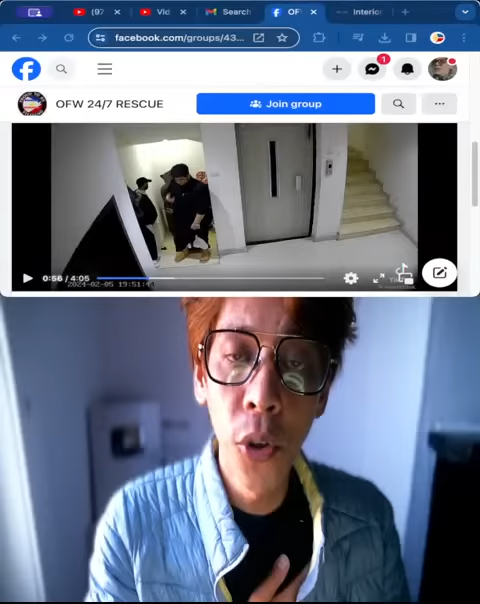 (97
Vid
Search
OF
Interio
facebook.com/groups/43...
1
OFW 24/7 RESCUE
Join group
0:56 / 4:05
2024-02-05 19:51:4